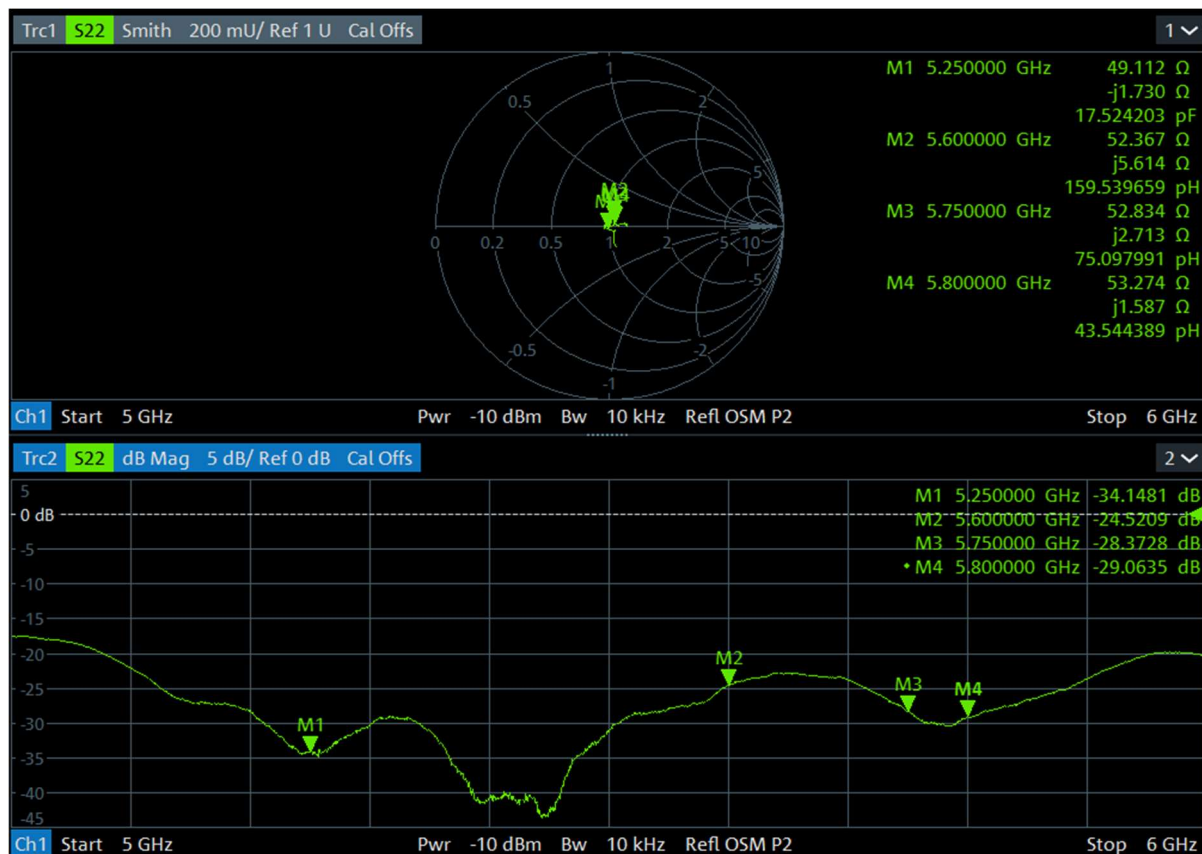 Trc1 S22 Smith 200 mU/ Ref 1 U Cal Offs 1
M1 5.250000 GHz 49.112 Ω
-j1.730 Ω
17.524203 pF
M2 5.600000 GHz 52.367 Ω
j5.614 Ω
159.539659 pH
M3 5.750000 GHz 52.834 Ω
j2.713 Ω
75.097991 pH
M4 5.800000 GHz 53.274 Ω
j1.587 Ω
43.544389 pH
1
0.5 2
5
M2
M4
0 0.2 0.5 1 2 5 10
-5
-0.5 -2
-1
Ch1 Start 5 GHz Pwr -10 dBm Bw 10 kHz Refl OSM P2 Stop 6 GHz
Trc2 S22 dB Mag 5 dB/ Ref 0 dB Cal Offs 2
M1 5.250000 GHz -34.1481 dB
M2 5.600000 GHz -24.5209 dB
M3 5.750000 GHz -28.3728 dB
M4 5.800000 GHz -29.0635 dB
5
0 dB
-5
-10
-15
-20
-25
-30
-35
-40
-45
M1
M2
M3
M4
Ch1 Start 5 GHz Pwr -10 dBm Bw 10 kHz Refl OSM P2 Stop 6 GHz